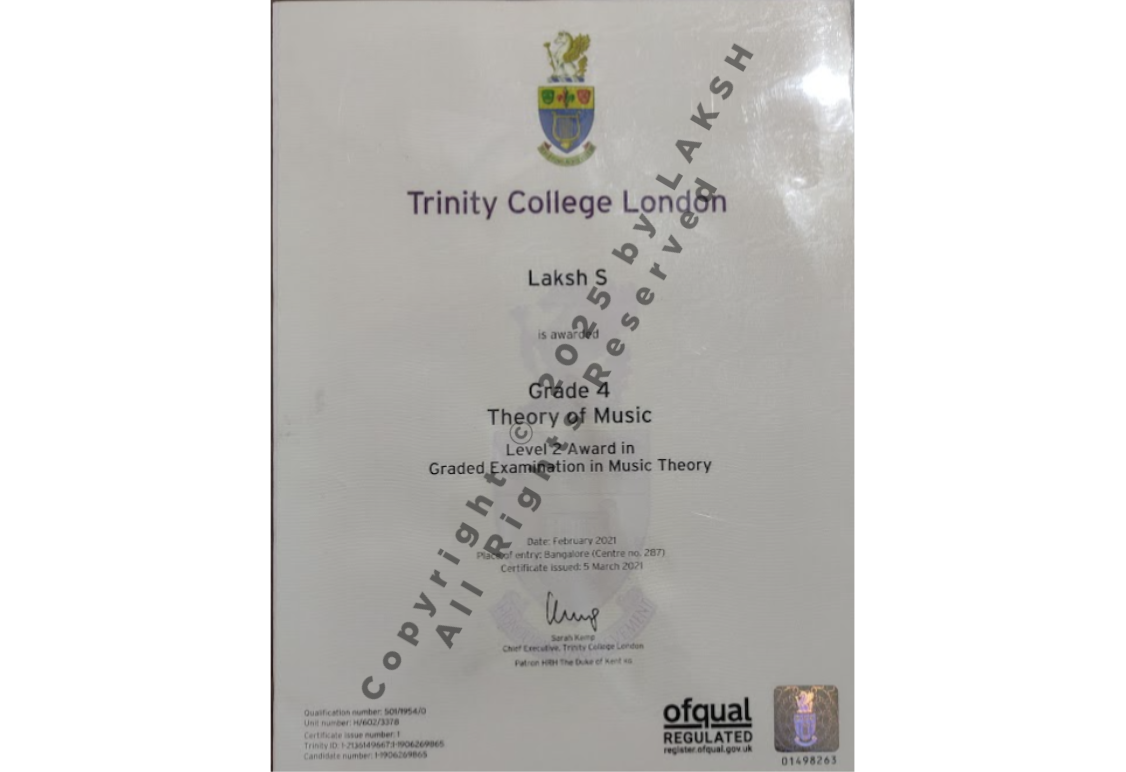 Trinity College London
Laksh S
is awarded
Grade 4
Theory of Music
Level 2 Award in
Graded Examination in Music Theory
Date: February 2021
Place of entry: Bangalore (Centre no. 287)
Certificate issued: 5 March 2021
Sarah Kemp
Chief Executive, Trinity College London
Patron HRH The Duke of Kent KG
Qualification number: 501/1954/0
Unit number: H/602/3378
Certificate issue number: 1
Trinity ID: 1-2136149667:1-1906269865
Candidate number: 1-1906269865
ofqual
REGULATED
register.ofqual.gov.uk
01498263
Copyright © 2025 by LAKSH
All Rights Reserved